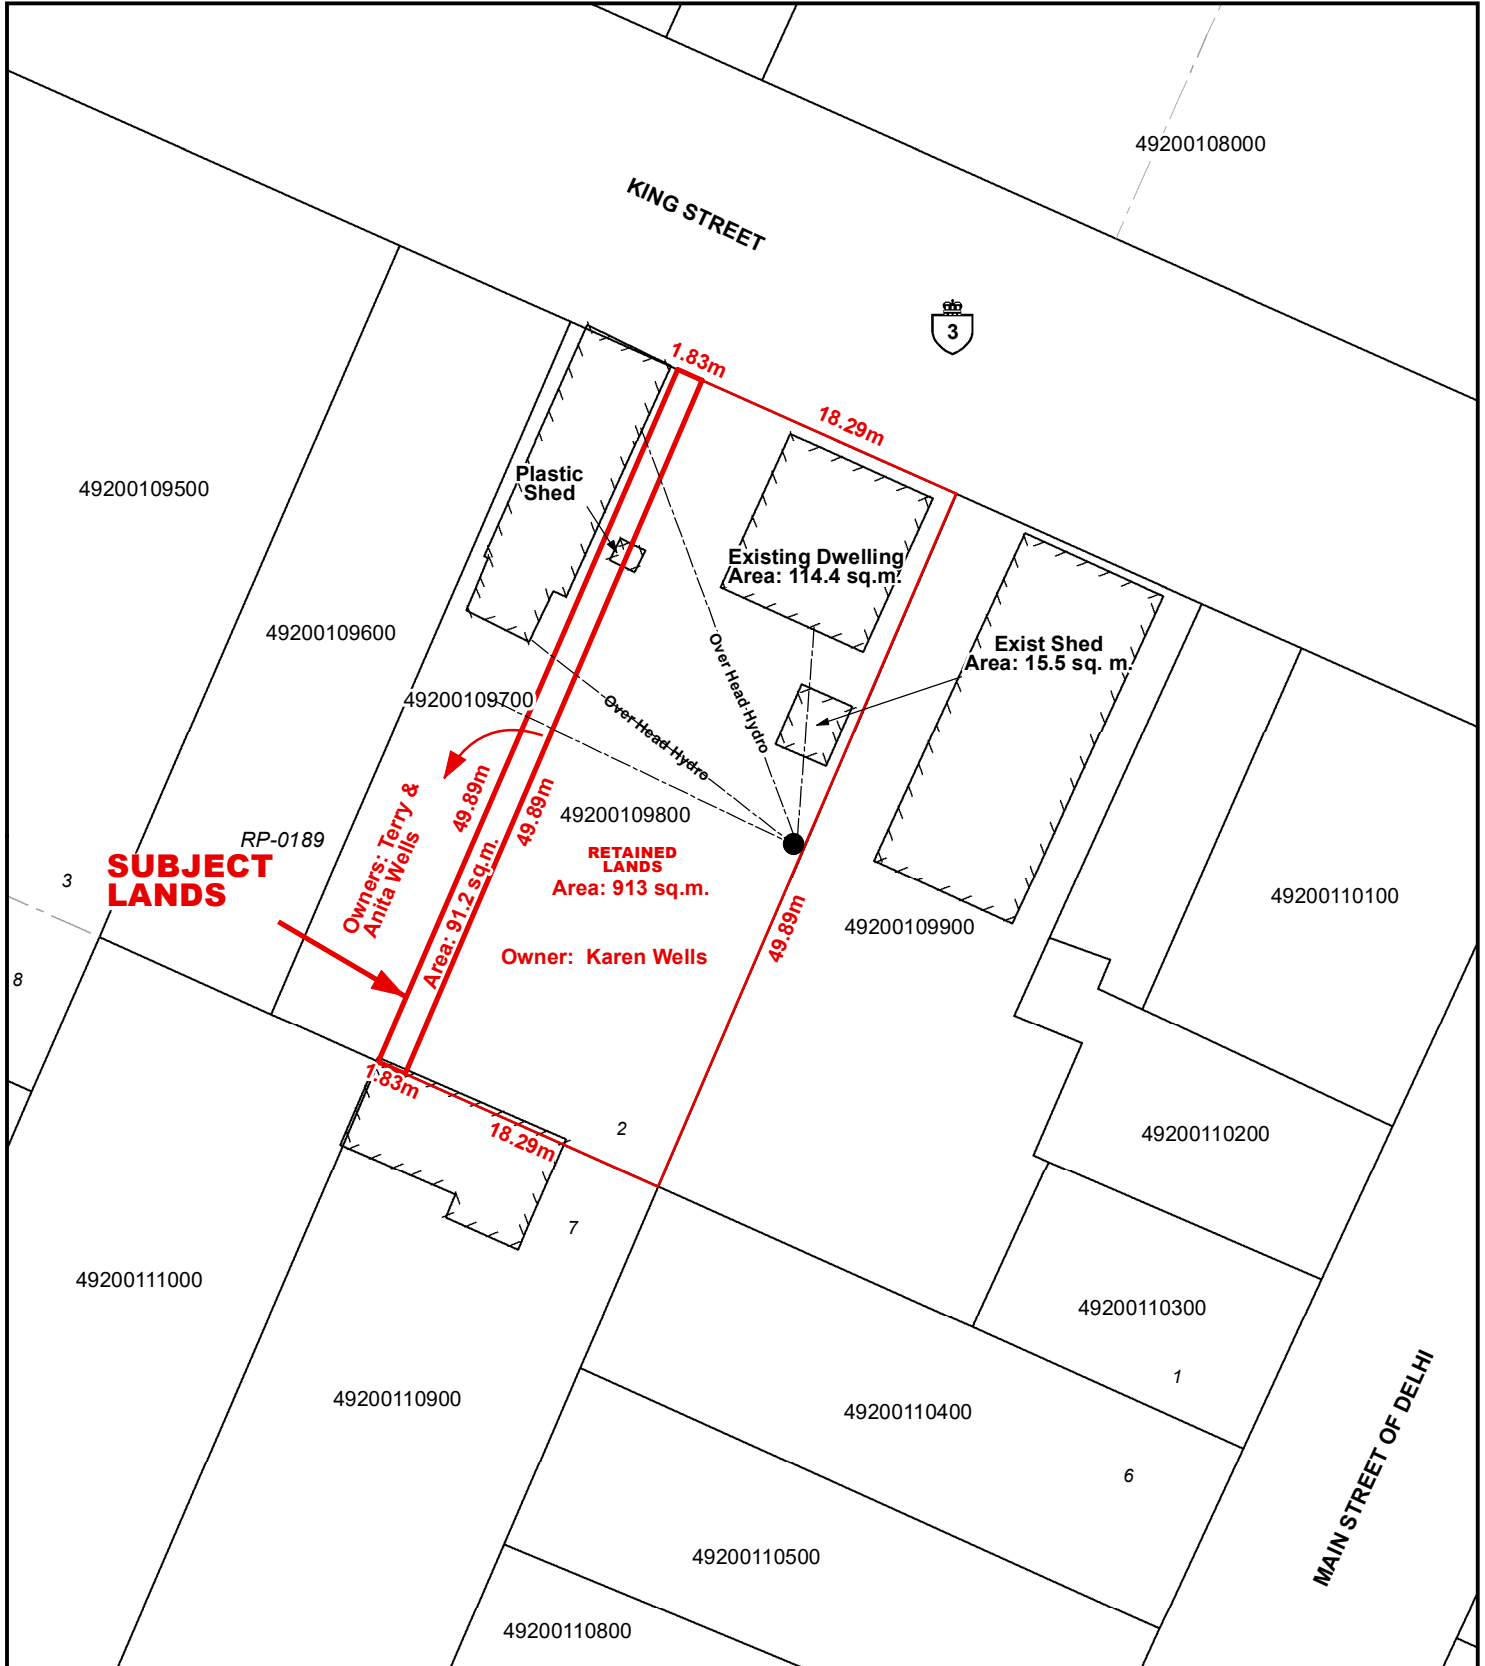 49200108000
KING STREET
3
1.83m
18.29m
Plastic
Shed
49200109500
Existing Dwelling
Area: 114.4 sq.m.
49200109600
Exist Shed
Area: 15.5 sq. m.
Over Head Hydro
Over Head Hydro
49200109700
49.89m
49.89m
49200109800
Owners: Terry &
Anita Wells
RP-0189
SUBJECT
LANDS
3
RETAINED
LANDS
Area: 913 sq.m.
Area: 91.2 sq.m.
49.89m
49200109900
49200110100
Owner: Karen Wells
8
1.83m
18.29m
2
49200110200
7
49200111000
49200110300
1
49200110900
49200110400
6
MAIN STREET OF DELHI
49200110500
49200110800